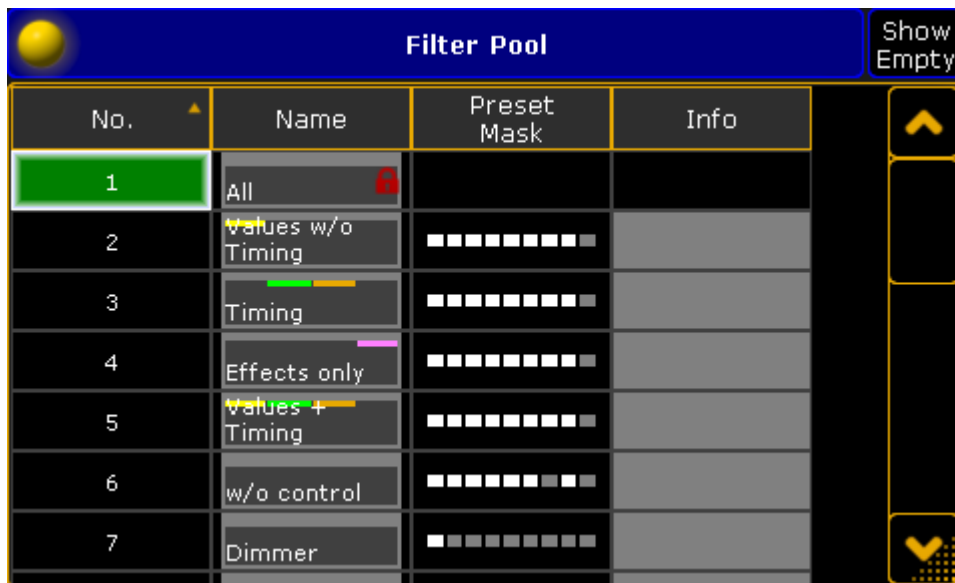 Filter Pool
Show
Empty
No.
Name
Preset
Mask
Info
1
All
2
Values w/o
Timing
3
Timing
4
Effects only
5
Values +
Timing
6
w/o control
7
Dimmer